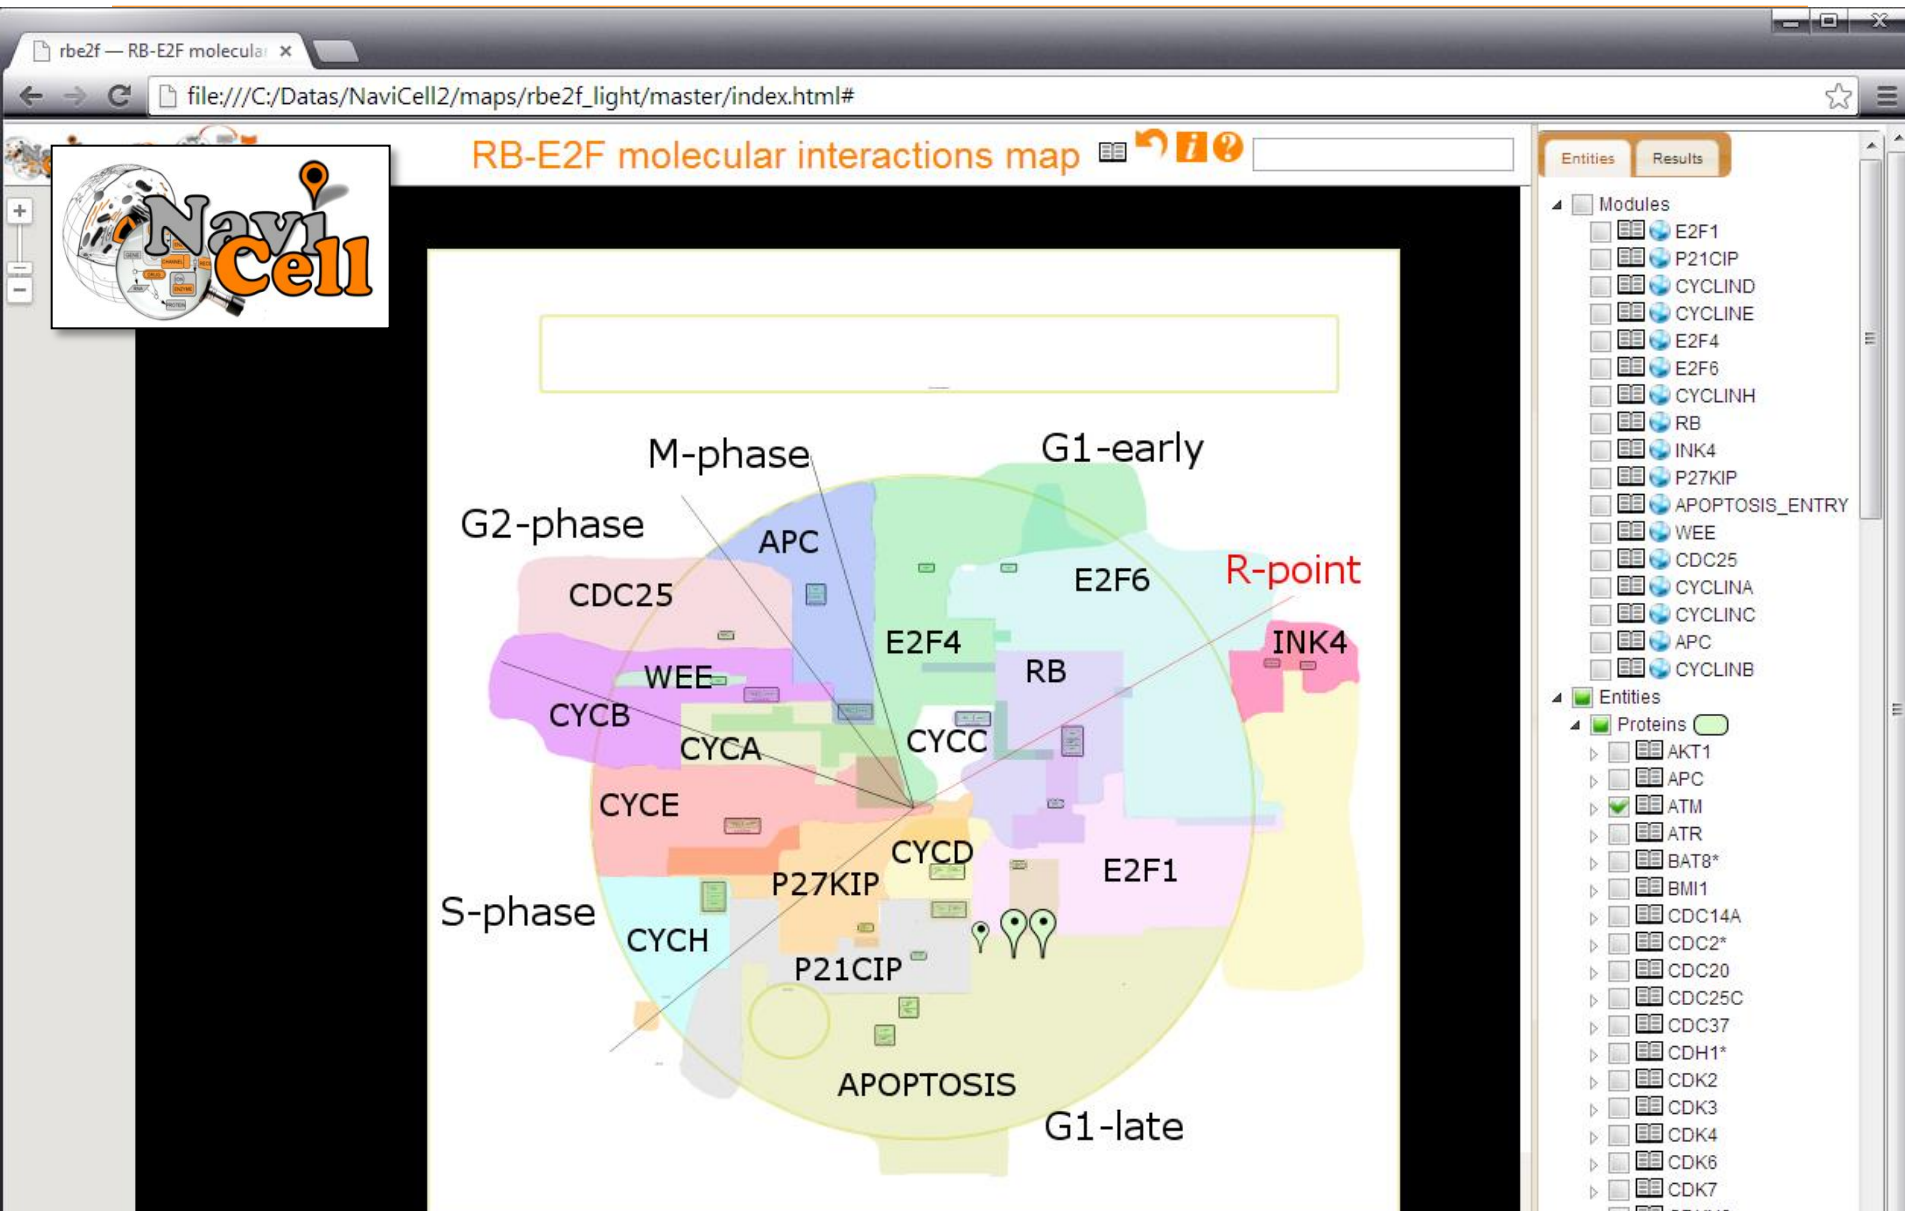 rbe2f — RB-E2F molecula
file:///C:/Datas/NaviCell2/maps/rbe2f_light/master/index.html#
RB-E2F molecular interactions map
Navi
Cell
Entities
Results
Modules
E2F1
P21CIP
CYCLIND
CYCLINE
E2F4
E2F6
CYCLINH
RB
INK4
P27KIP
APOPTOSIS_ENTRY
WEE
CDC25
CYCLINA
CYCLINC
APC
CYCLINB
Entities
Proteins
AKT1
APC
ATM
ATR
BAT8*
BMI1
CDC14A
CDC2*
CDC20
CDC25C
CDC37
CDH1*
CDK2
CDK3
CDK4
CDK6
CDK7
M-phase
G1-early
G2-phase
APC
R-point
CDC25
E2F6
E2F4
INK4
WEE
RB
CYCB
CYCA
CYCC
CYCE
CYCD
P27KIP
E2F1
S-phase
CYCH
P21CIP
APOPTOSIS
G1-late